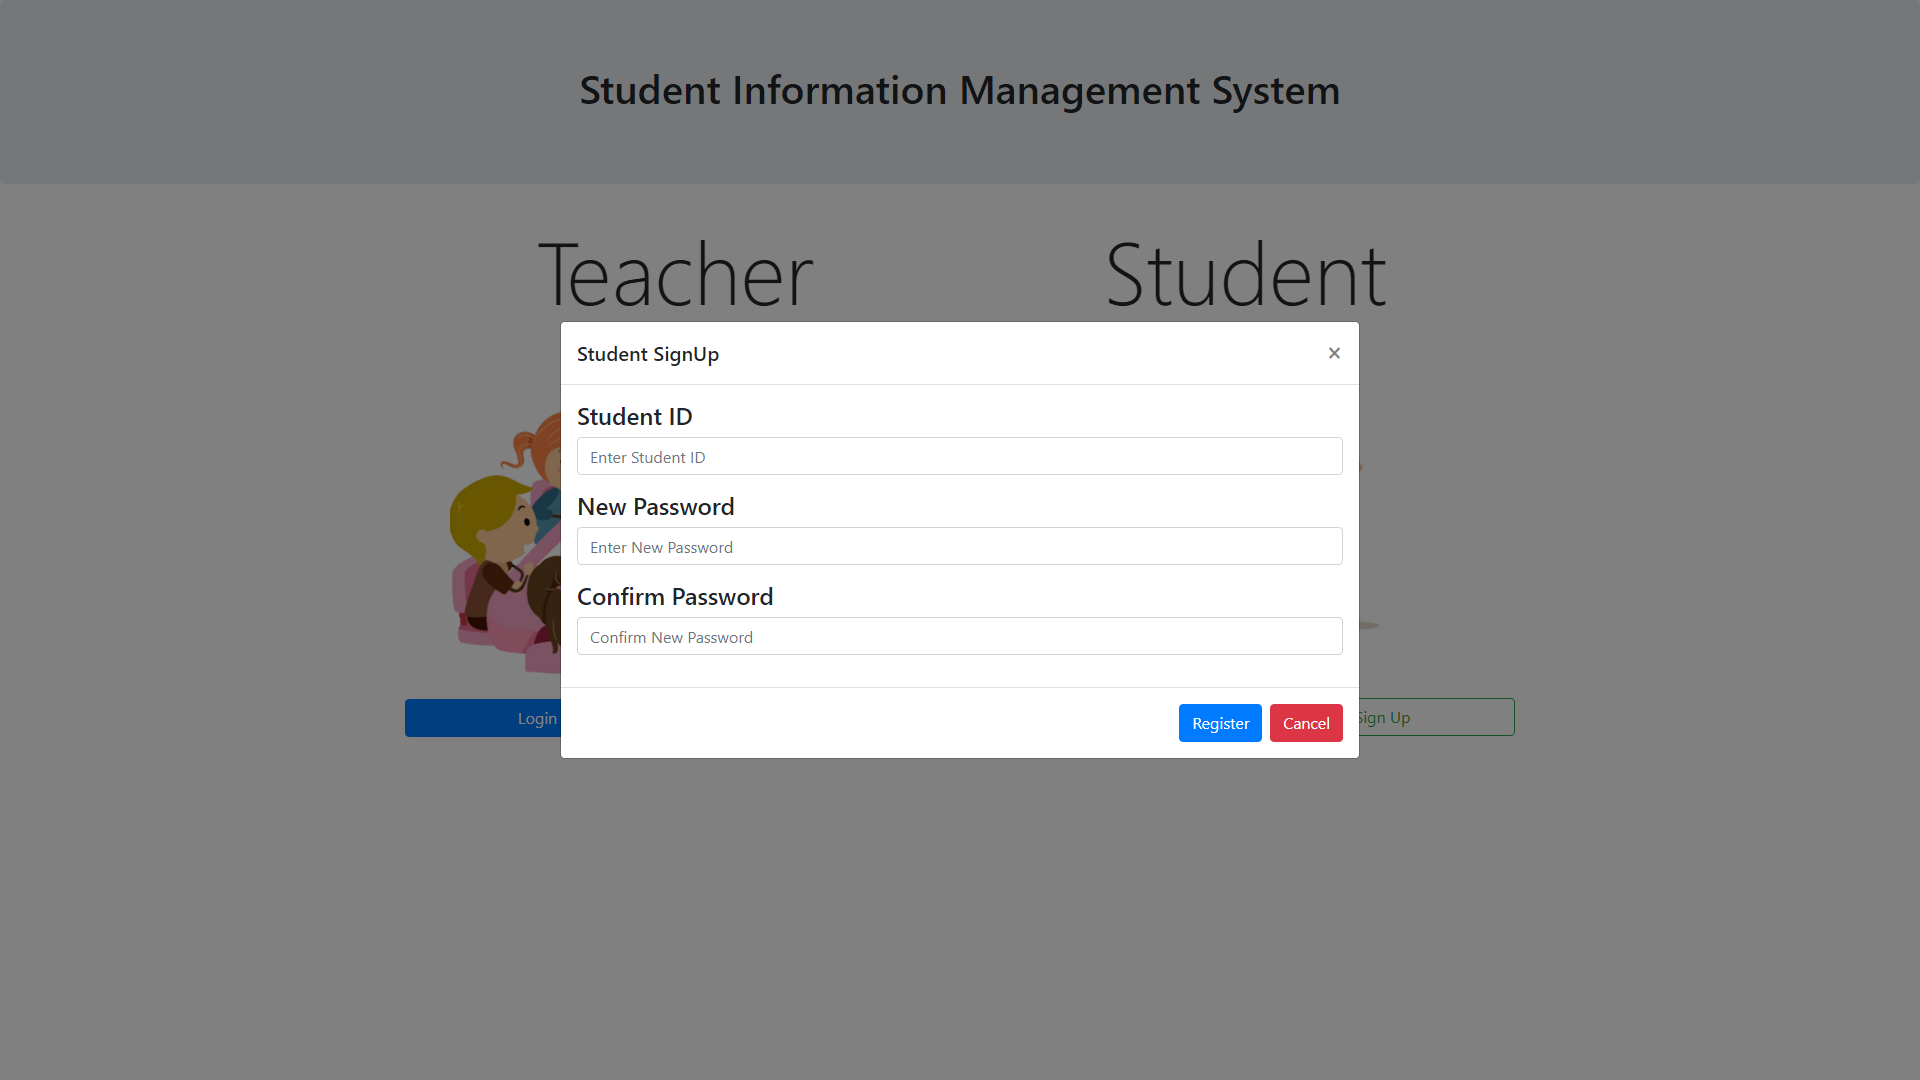 Student Information Management System
Teacher
Student
Student SignUp
×
Student ID
Enter Student ID
New Password
Enter New Password
Confirm Password
Confirm New Password
Login
Sign Up
Register
Cancel